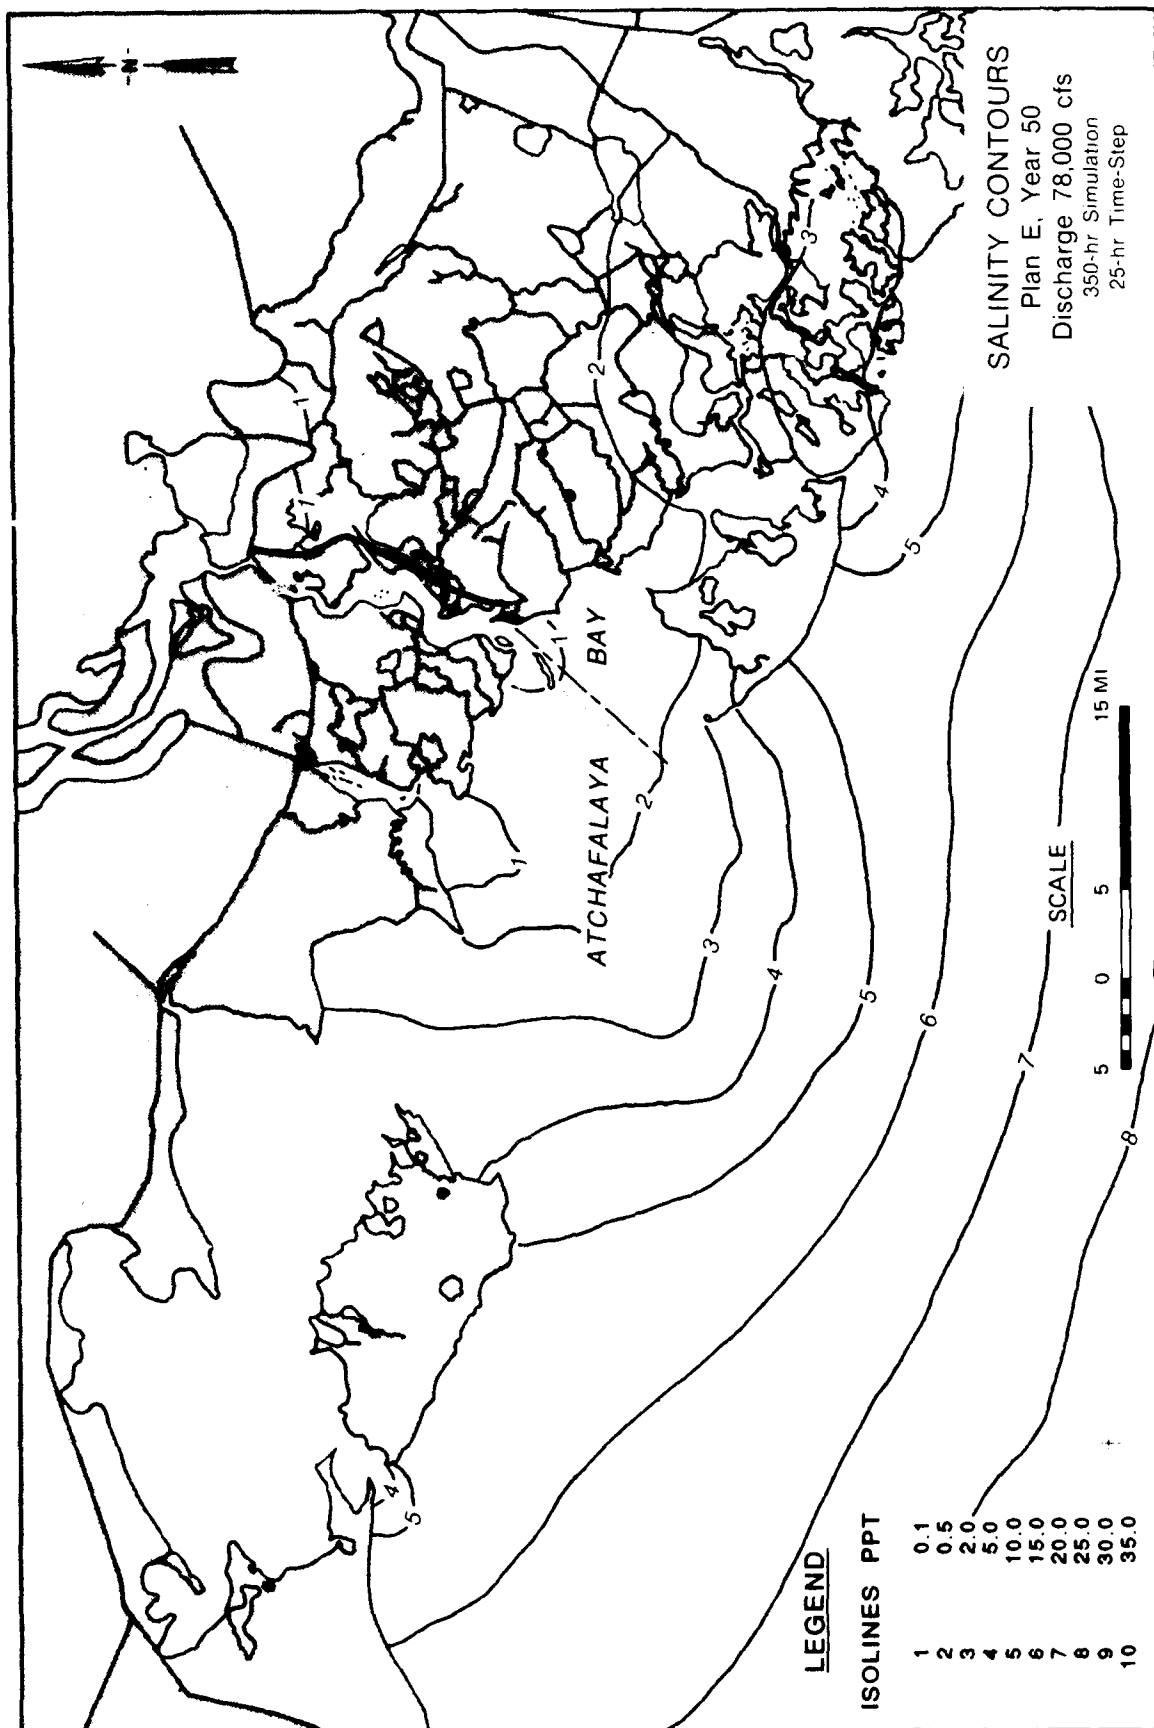 -N-
1
1
2
3
1
BAY
ATCHAFALAYA
1
2
3
4
5
4
5
6
7
8
4
5
SALINITY CONTOURS
Plan E, Year 50
Discharge 78,000 cfs
350-hr Simulation
25-hr Time-Step
SCALE
5 0 5 15 MI
LEGEND
ISOLINES PPT
1 0.1
2 0.5
3 2.0
4 5.0
5 10.0
6 15.0
7 20.0
8 25.0
9 30.0
10 35.0